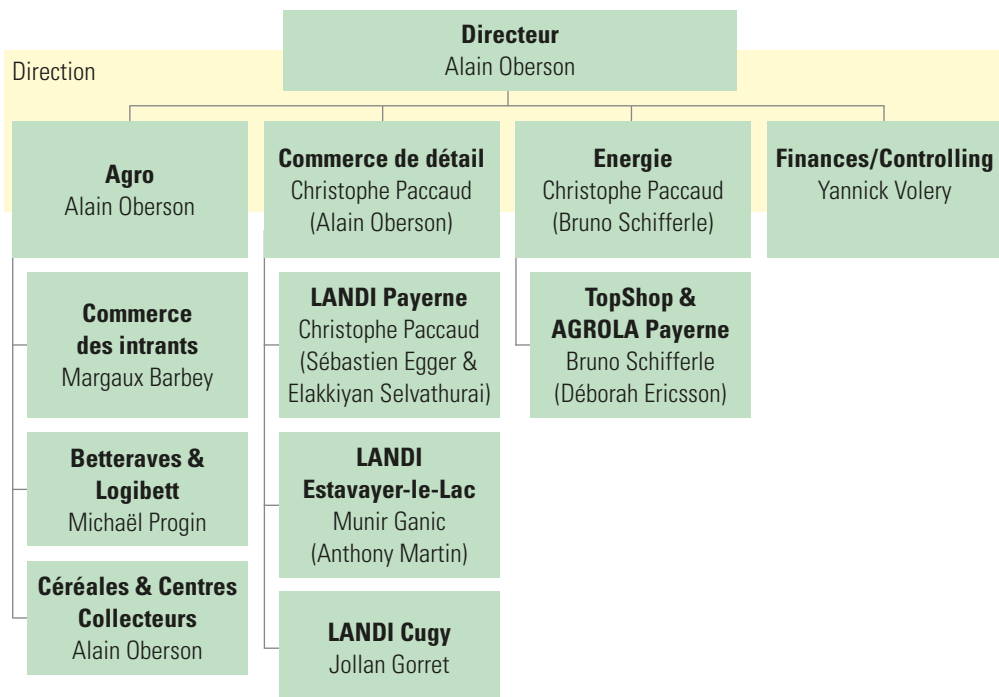 Directeur
Alain Oberson
Direction
Agro
Alain Oberson
Commerce de détail
Christophe Paccaud
(Alain Oberson)
Energie
Christophe Paccaud
(Bruno Schifferle)
Finances/Controlling
Yannick Volery
Commerce
des intrants
Margaux Barbey
Betteraves &
Logibett
Michaël Progin
Céréales & Centres
Collecteurs
Alain Oberson
LANDI Payerne
Christophe Paccaud
(Sébastien Egger &
Elakkiyan Selvathurai)
LANDI
Estavayer-le-Lac
Munir Ganic
(Anthony Martin)
LANDI Cugy
Jollan Gorret
TopShop &
AGROLA Payerne
Bruno Schifferle
(Déborah Ericsson)